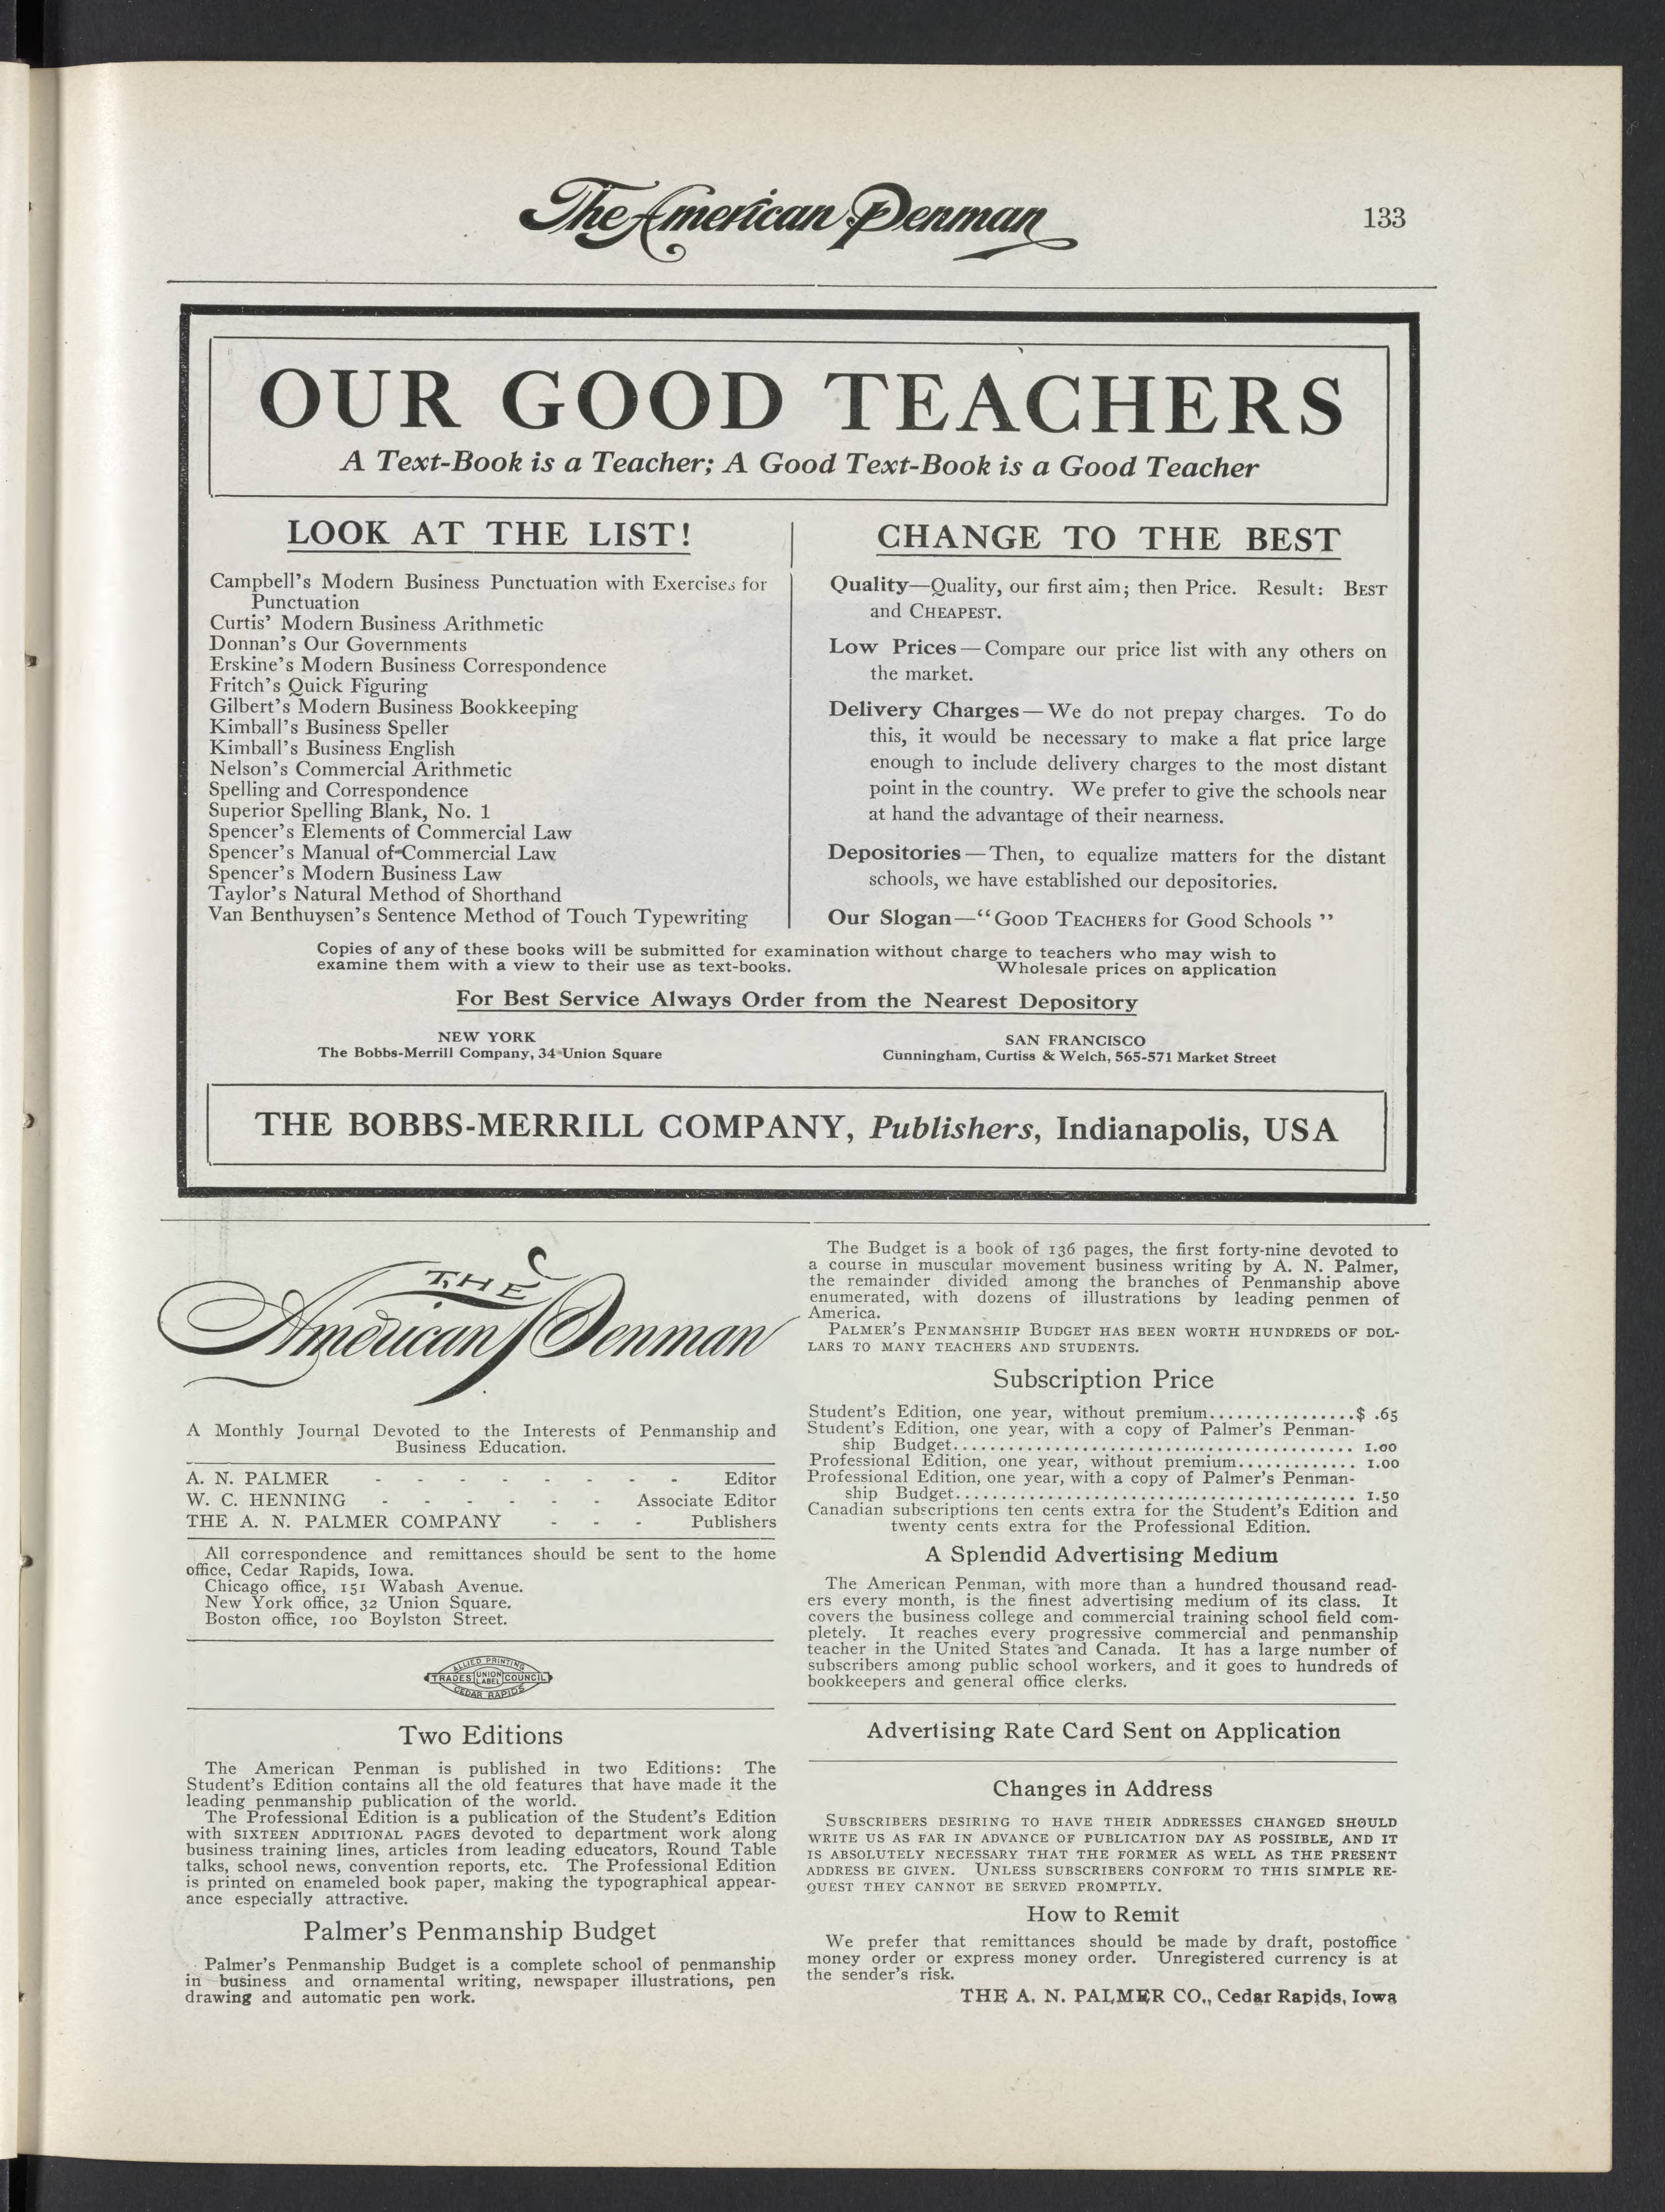 The American Penman
133
OUR GOOD TEACHERS
A Text-Book is a Teacher; A Good Text-Book is a Good Teacher
LOOK AT THE LIST!
Campbell's Modern Business Punctuation with Exercises for
Punctuation
Curtis' Modern Business Arithmetic
Donnan's Our Governments
Erskine's Modern Business Correspondence
Fritch's Quick Figuring
Gilbert's Modern Business Bookkeeping
Kimball's Business Speller
Kimball's Business English
Nelson's Commercial Arithmetic
Spelling and Correspondence
Superior Spelling Blank, No. 1
Spencer's Elements of Commercial Law
Spencer's Manual of Commercial Law
Spencer's Modern Business Law
Taylor's Natural Method of Shorthand
Van Benthuysen's Sentence Method of Touch Typewriting
CHANGE TO THE BEST
Quality—Quality, our first aim; then Price. Result: BEST
and CHEAPEST.
Low Prices—Compare our price list with any others on
the market.
Delivery Charges—We do not prepay charges. To do
this, it would be necessary to make a flat price large
enough to include delivery charges to the most distant
point in the country. We prefer to give the schools near
at hand the advantage of their nearness.
Depositories—Then, to equalize matters for the distant
schools, we have established our depositories.
Our Slogan—“GOOD TEACHERS for Good Schools”
Copies of any of these books will be submitted for examination without charge to teachers who may wish to
examine them with a view to their use as text-books. Wholesale prices on application
For Best Service Always Order from the Nearest Depository
NEW YORK
The Bobbs-Merrill Company, 34 Union Square
SAN FRANCISCO
Cunningham, Curtiss & Welch, 565-571 Market Street
THE BOBBS-MERRILL COMPANY, Publishers, Indianapolis, USA
THE
American Penman
A Monthly Journal Devoted to the Interests of Penmanship and
Business Education.
A. N. PALMER - - - - - - - - Editor
W. C. HENNING - - - - - - Associate Editor
THE A. N. PALMER COMPANY - - - Publishers
All correspondence and remittances should be sent to the home
office, Cedar Rapids, Iowa.
Chicago office, 151 Wabash Avenue.
New York office, 32 Union Square.
Boston office, 100 Boylston Street.
ALLIED PRINTING
TRADES UNION LABEL COUNCIL
CEDAR RAPIDS
Two Editions
The American Penman is published in two Editions: The
Student's Edition contains all the old features that have made it the
leading penmanship publication of the world.
The Professional Edition is a publication of the Student's Edition
with SIXTEEN ADDITIONAL PAGES devoted to department work along
business training lines, articles from leading educators, Round Table
talks, school news, convention reports, etc. The Professional Edition
is printed on enameled book paper, making the typographical appear-
ance especially attractive.
Palmer's Penmanship Budget
Palmer's Penmanship Budget is a complete school of penmanship
in business and ornamental writing, newspaper illustrations, pen
drawing and automatic pen work.
The Budget is a book of 136 pages, the first forty-nine devoted to
a course in muscular movement business writing by A. N. Palmer,
the remainder divided among the branches of Penmanship above
enumerated, with dozens of illustrations by leading penmen of
America.
PALMER'S PENMANSHIP BUDGET HAS BEEN WORTH HUNDREDS OF DOL-
LARS TO MANY TEACHERS AND STUDENTS.
Subscription Price
Student's Edition, one year, without premium................$ .65
Student's Edition, one year, with a copy of Palmer's Penman-
ship Budget............................................ 1.00
Professional Edition, one year, without premium............. 1.00
Professional Edition, one year, with a copy of Palmer's Penman-
ship Budget............................................ 1.50
Canadian subscriptions ten cents extra for the Student's Edition and
twenty cents extra for the Professional Edition.
A Splendid Advertising Medium
The American Penman, with more than a hundred thousand read-
ers every month, is the finest advertising medium of its class. It
covers the business college and commercial training school field com-
pletely. It reaches every progressive commercial and penmanship
teacher in the United States and Canada. It has a large number of
subscribers among public school workers, and it goes to hundreds of
bookkeepers and general office clerks.
Advertising Rate Card Sent on Application
Changes in Address
SUBSCRIBERS DESIRING TO HAVE THEIR ADDRESSES CHANGED SHOULD
WRITE US AS FAR IN ADVANCE OF PUBLICATION DAY AS POSSIBLE, AND IT
IS ABSOLUTELY NECESSARY THAT THE FORMER AS WELL AS THE PRESENT
ADDRESS BE GIVEN. UNLESS SUBSCRIBERS CONFORM TO THIS SIMPLE RE-
QUEST THEY CANNOT BE SERVED PROMPTLY.
How to Remit
We prefer that remittances should be made by draft, postoffice
money order or express money order. Unregistered currency is at
the sender's risk.
THE A. N. PALMER CO., Cedar Rapids, Iowa